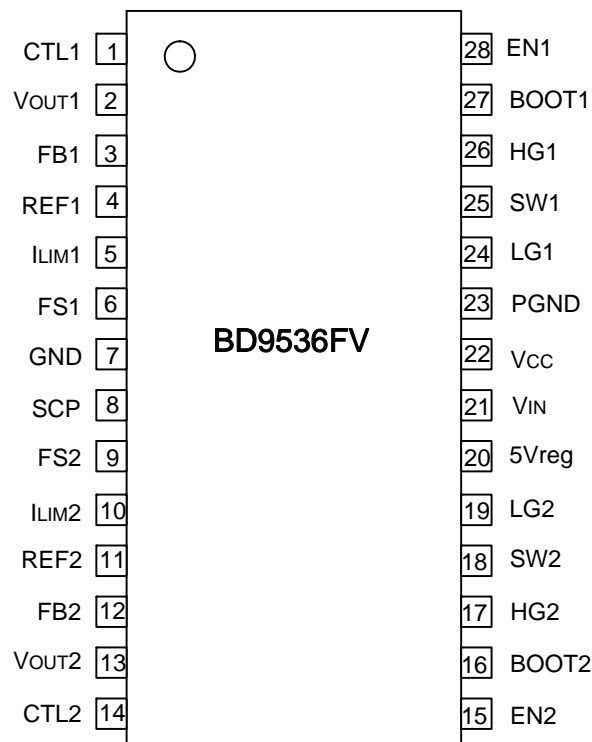 CTL1 1 28 EN1
VOUT1 2 27 BOOT1
FB1 3 26 HG1
REF1 4 25 SW1
ILIM1 5 24 LG1
FS1 6 23 PGND
BD9536FV
GND 7 22 VCC
SCP 8 21 VIN
FS2 9 20 5Vreg
ILIM2 10 19 LG2
REF2 11 18 SW2
FB2 12 17 HG2
VOUT2 13 16 BOOT2
CTL2 14 15 EN2